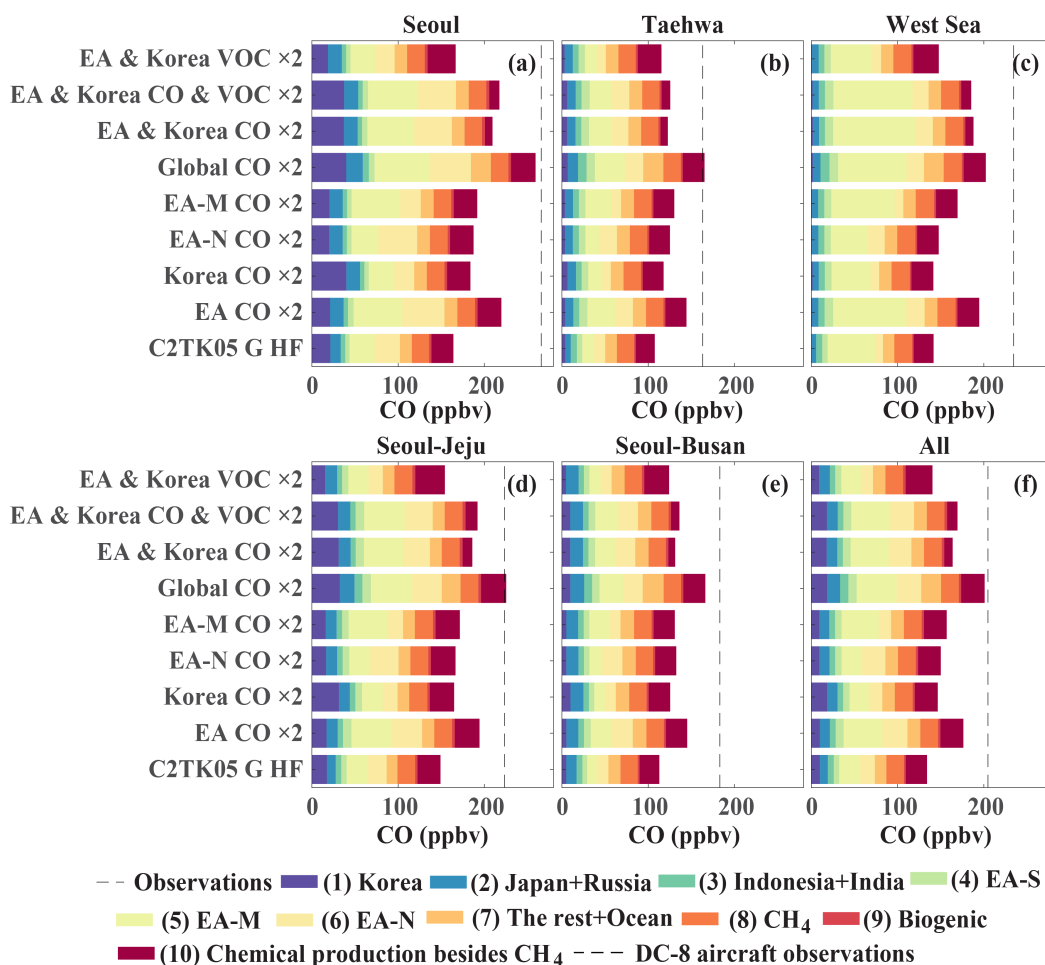 Seoul Taehwa West Sea
EA & Korea VOC ×2 (a) (b) (c)
EA & Korea CO & VOC ×2
EA & Korea CO ×2
Global CO ×2
EA-M CO ×2
EA-N CO ×2
Korea CO ×2
EA CO ×2
C2TK05 G HF
0 100 200 0 100 200 0 100 200
CO (ppbv) CO (ppbv) CO (ppbv)
Seoul-Jeju Seoul-Busan All
EA & Korea VOC ×2 (d) (e) (f)
EA & Korea CO & VOC ×2
EA & Korea CO ×2
Global CO ×2
EA-M CO ×2
EA-N CO ×2
Korea CO ×2
EA CO ×2
C2TK05 G HF
0 100 200 0 100 200 0 100 200
CO (ppbv) CO (ppbv) CO (ppbv)
Observations (1) Korea (2) Japan+Russia (3) Indonesia+India (4) EA-S
(5) EA-M (6) EA-N (7) The rest+Ocean (8) CH₄ (9) Biogenic
(10) Chemical production besides CH₄ DC-8 aircraft observations